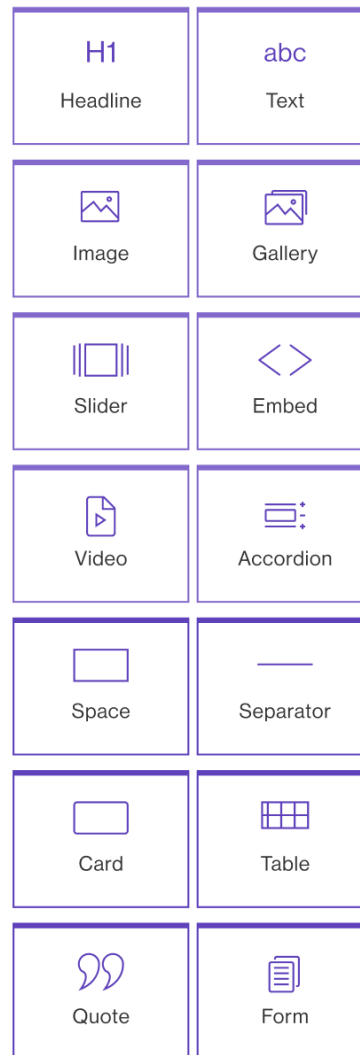 H1 abc
Headline Text
Image Gallery
Slider Embed
Video Accordion
Space Separator
Card Table
Quote Form